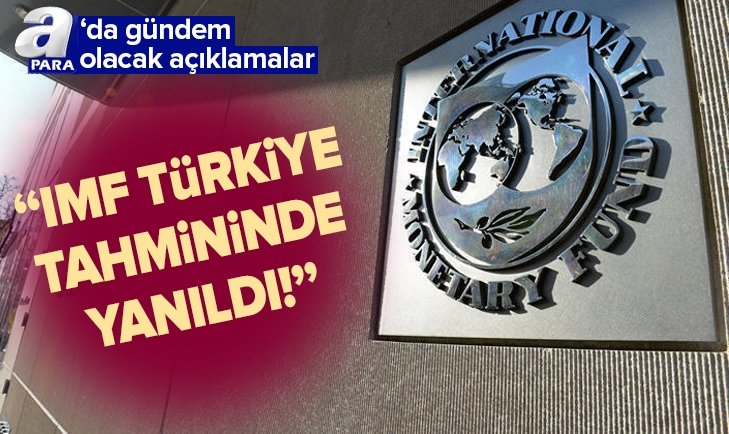 a PARA 'da gündem
olacak açıklamalar
"IMF TÜRKİYE
TAHMİNİNDE
YANILDI!"
INTERNATIONAL
MONETARY FUND